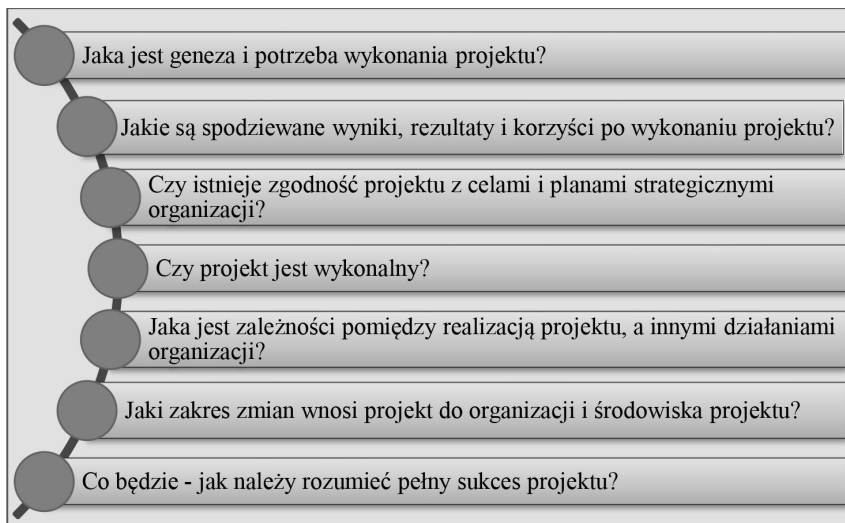 Jaka jest geneza i potrzeba wykonania projektu?
Jakie są spodziewane wyniki, rezultaty i korzyści po wykonaniu projektu?
Czy istnieje zgodność projektu z celami i planami strategicznymi
organizacji?
Czy projekt jest wykonalny?
Jaka jest zależności pomiędzy realizacją projektu, a innymi działaniami
organizacji?
Jaki zakres zmian wnosi projekt do organizacji i środowiska projektu?
Co będzie - jak należy rozumieć pełny sukces projektu?